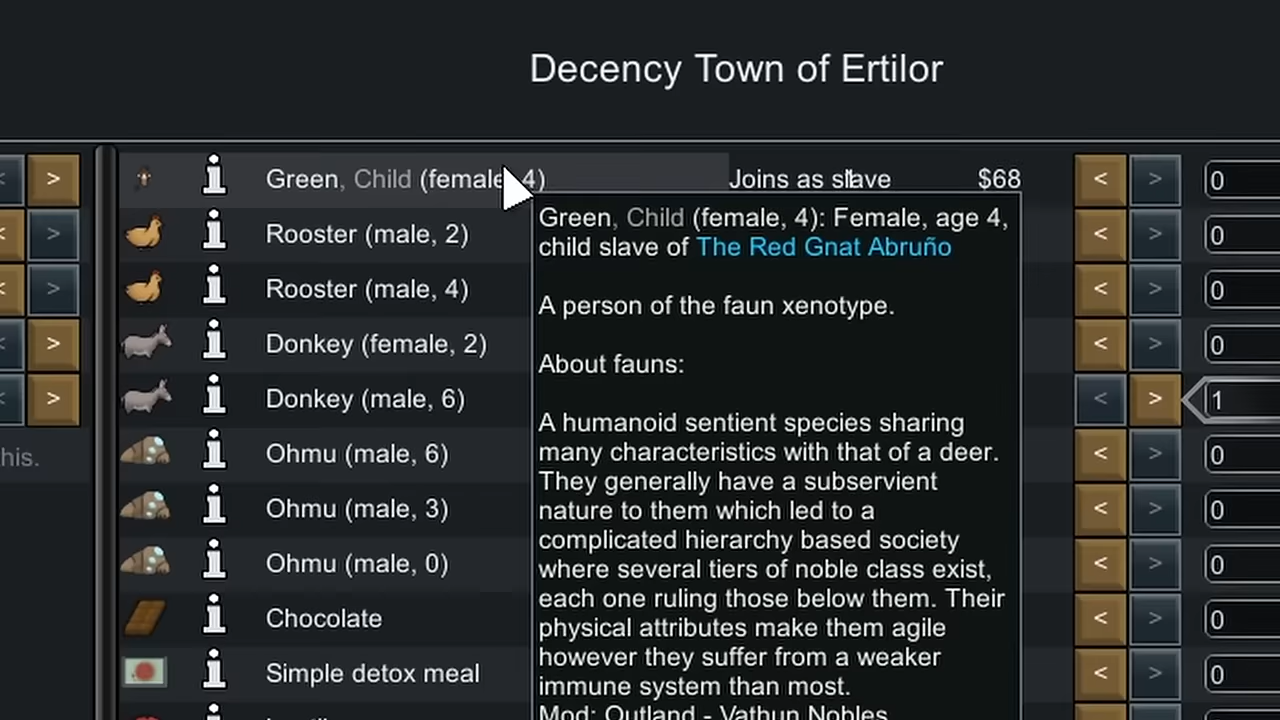 Decency Town of Ertilor
> Green, Child (female, 4) Joins as slave $68 < > 0
< > Rooster (male, 2) < > 0
< > Rooster (male, 4) < > 0
< > Donkey (female, 2) < > 0
< > Donkey (male, 6) < > 1
his. Ohmu (male, 6) < > 0
Ohmu (male, 3) < > 0
Ohmu (male, 0) < > 0
Chocolate < > 0
Simple detox meal < > 0
Green, Child (female, 4): Female, age 4,
child slave of The Red Gnat Abruño
A person of the faun xenotype.
About fauns:
A humanoid sentient species sharing
many characteristics with that of a deer.
They generally have a subservient
nature to them which led to a
complicated hierarchy based society
where several tiers of noble class exist,
each one ruling those below them. Their
physical attributes make them agile
however they suffer from a weaker
immune system than most.
Mod: Outland - Vathun Nobles